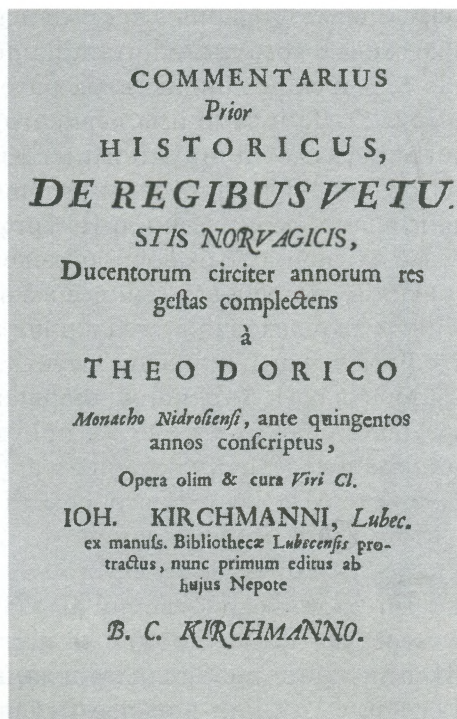 COMMENTARIUS
Prior
HISTORICUS,
DE REGIBUS VETU.
STIS NORVAGICIS,
Ducentorum circiter annorum res
geſtas complectens
à
THEODORICO
Monacho Nidroſienſi, ante quingentos
annos conſcriptus,
Opera olim & cura Viri Cl.
IOH. KIRCHMANNI, Lubec.
ex manuſs. Bibliothecæ Lubecenſis pro-
tractus, nunc primum editus ab
hujus Nepote
B. C. KIRCHMANNO.